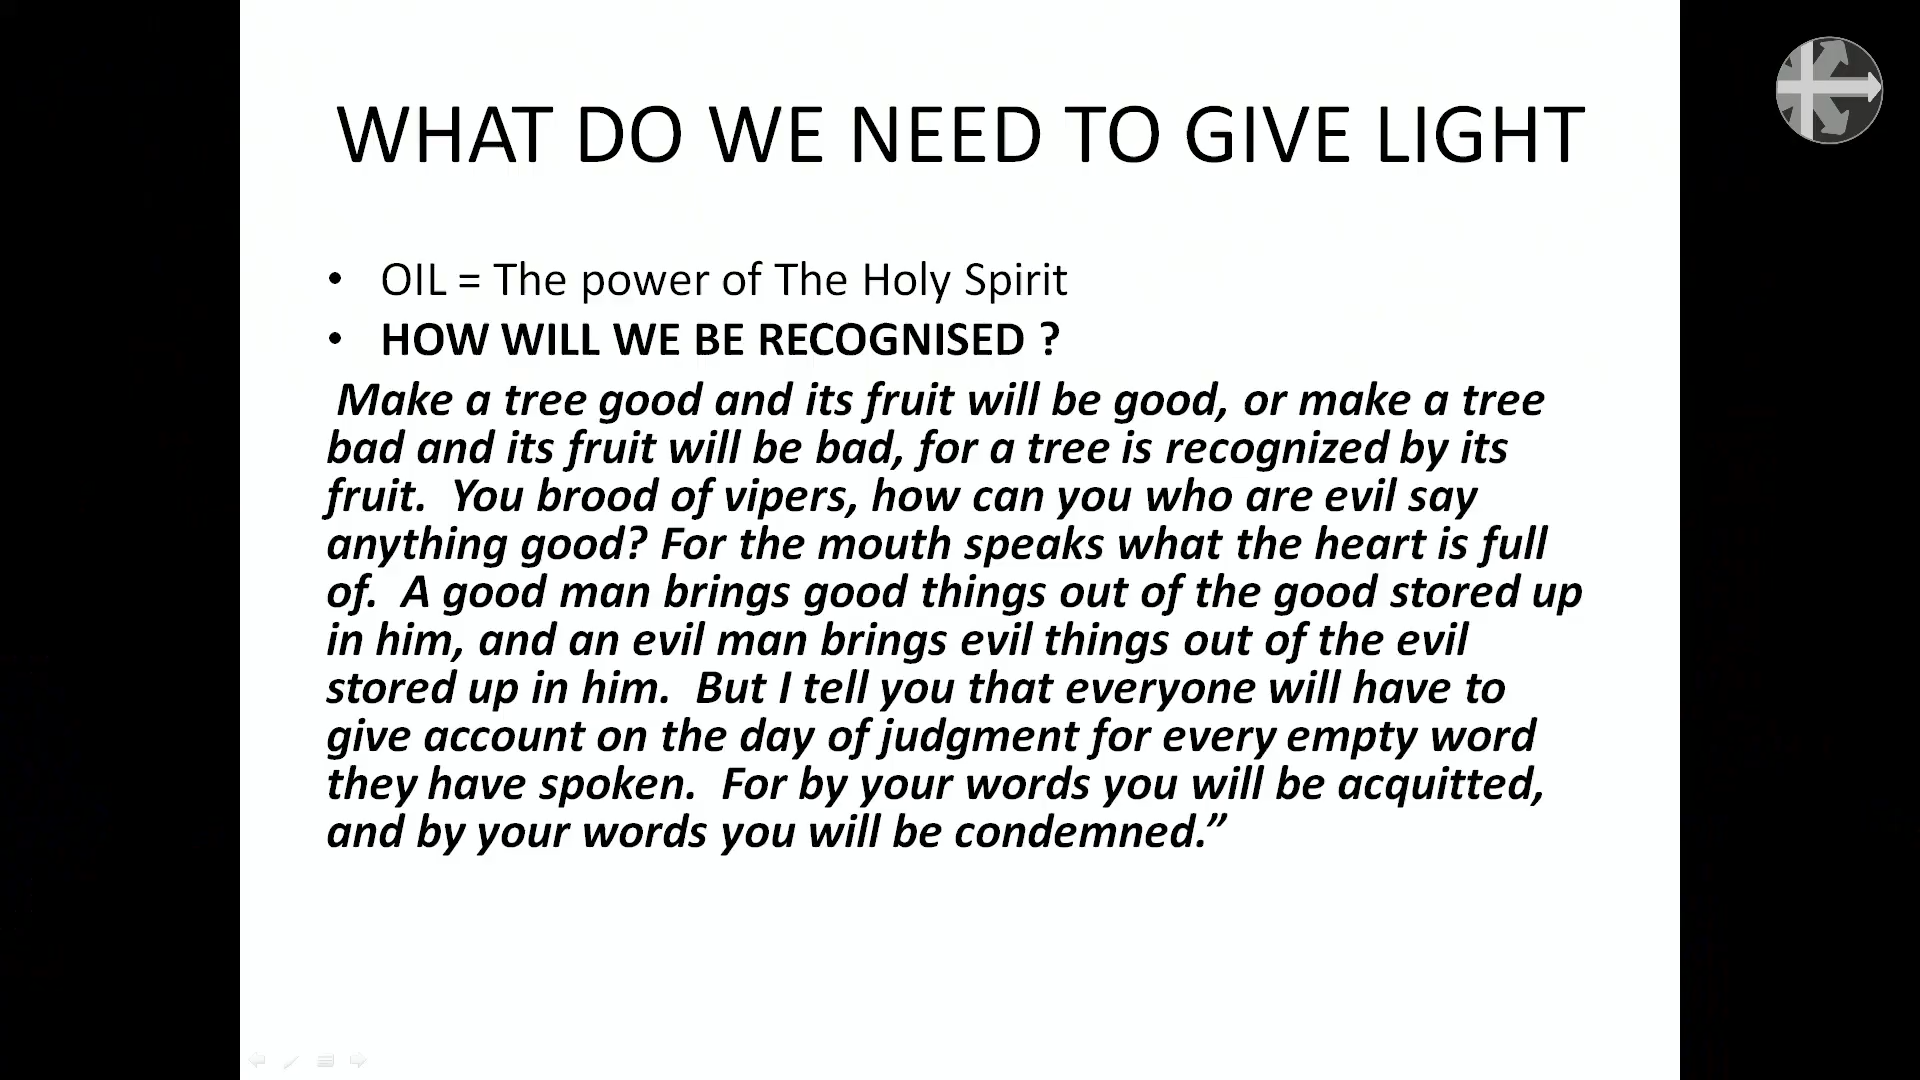 WHAT DO WE NEED TO GIVE LIGHT
• OIL = The power of The Holy Spirit
• HOW WILL WE BE RECOGNISED ?
Make a tree good and its fruit will be good, or make a tree
bad and its fruit will be bad, for a tree is recognized by its
fruit.  You brood of vipers, how can you who are evil say
anything good? For the mouth speaks what the heart is full
of.  A good man brings good things out of the good stored up
in him, and an evil man brings evil things out of the evil
stored up in him.  But I tell you that everyone will have to
give account on the day of judgment for every empty word
they have spoken.  For by your words you will be acquitted,
and by your words you will be condemned.”